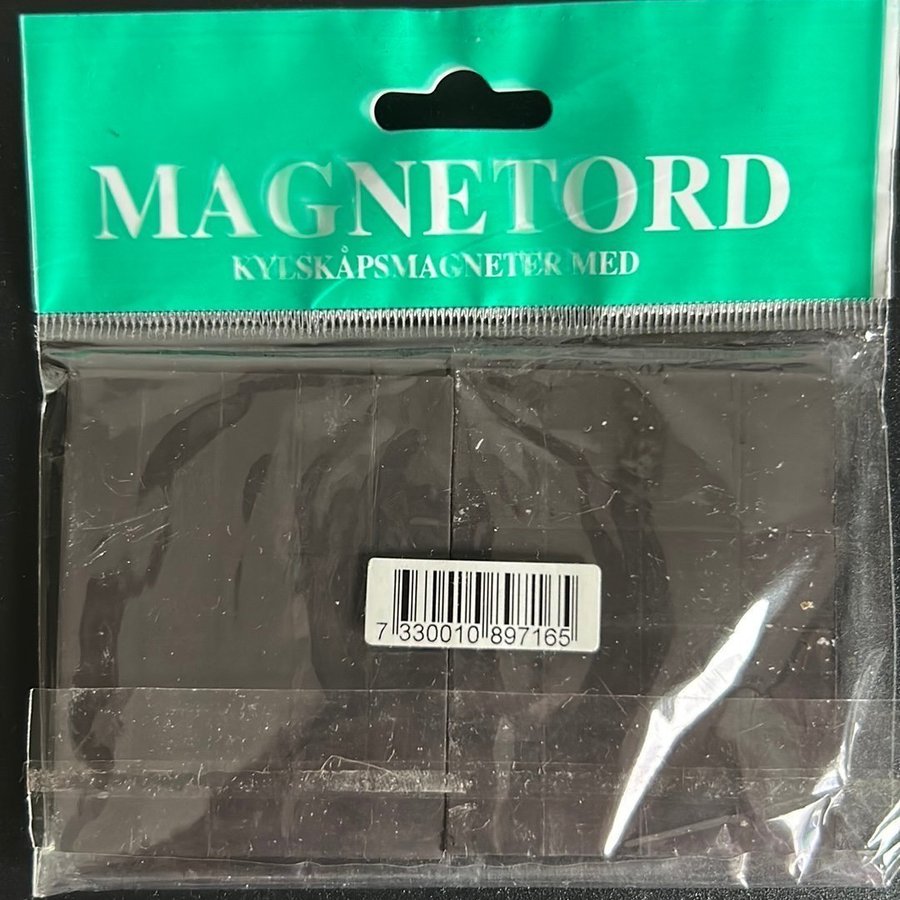 MAGNETORD
KYLSKÅPSMAGNETER MED
7 330010 897165